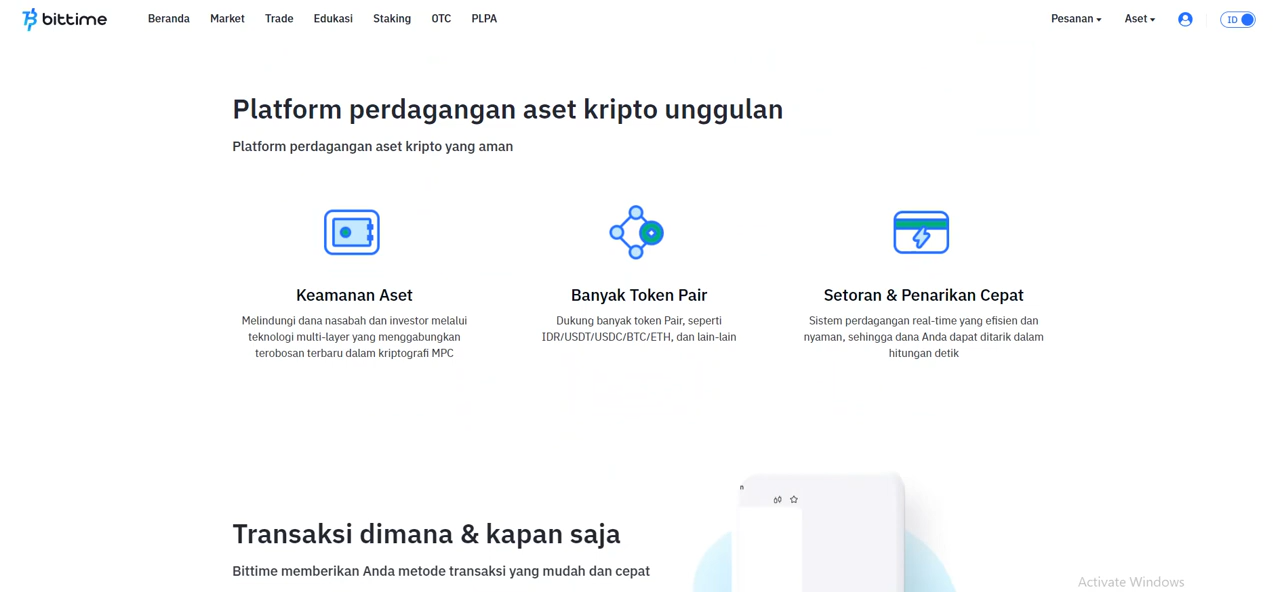 bittime Beranda Market Trade Edukasi Staking OTC PLPA Pesanan Aset ID
Platform perdagangan aset kripto unggulan
Platform perdagangan aset kripto yang aman
Keamanan Aset
Melindungi dana nasabah dan investor melalui
teknologi multi-layer yang menggabungkan
terobosan terbaru dalam kriptografi MPC
Banyak Token Pair
Dukung banyak token Pair, seperti
IDR/USDT/USDC/BTC/ETH, dan lain-lain
Setoran & Penarikan Cepat
Sistem perdagangan real-time yang efisien dan
nyaman, sehingga dana Anda dapat ditarik dalam
hitungan detik
n
Transaksi dimana & kapan saja
Bittime memberikan Anda metode transaksi yang mudah dan cepat
Activate Windows